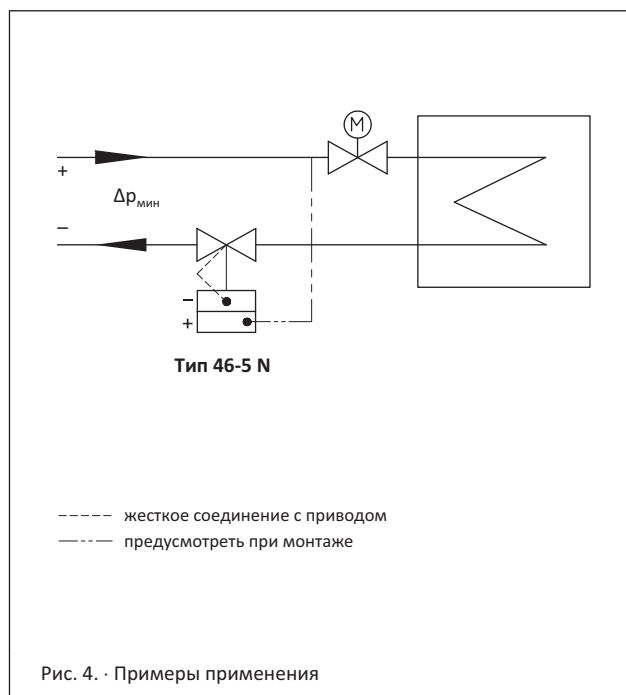 M
+
Δpмин
–
–
+
Тип 46-5 N
жесткое соединение с приводом
предусмотреть при монтаже
Рис. 4. · Примеры применения